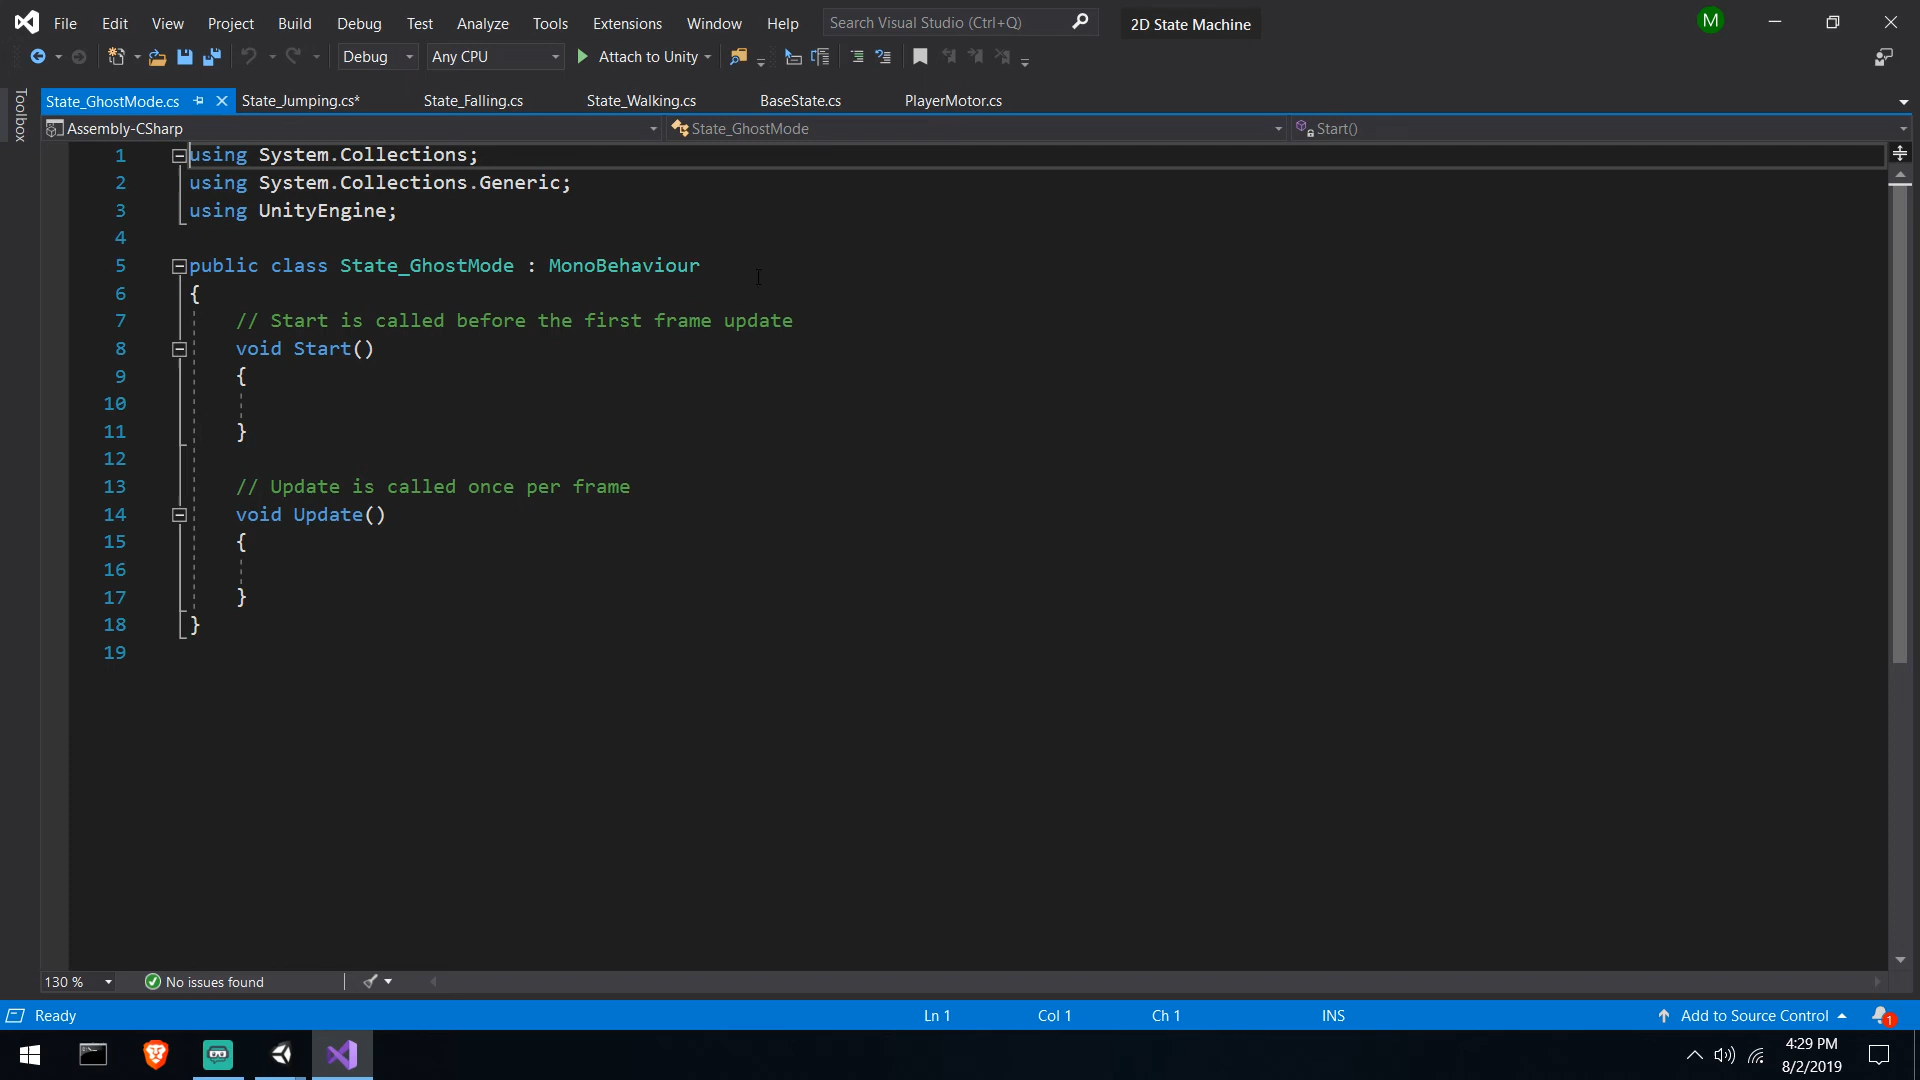 File Edit View Project Build Debug Test Analyze Tools Extensions Window Help Search Visual Studio (Ctrl+Q) 2D State Machine M
Debug Any CPU Attach to Unity
Toolbox
State_GhostMode.cs State_Jumping.cs* State_Falling.cs State_Walking.cs BaseState.cs PlayerMotor.cs
Assembly-CSharp State_GhostMode Start()
1 using System.Collections;
2 using System.Collections.Generic;
3 using UnityEngine;
4
5 public class State_GhostMode : MonoBehaviour
6 {
7 // Start is called before the first frame update
8 void Start()
9 {
10
11 }
12
13 // Update is called once per frame
14 void Update()
15 {
16
17 }
18 }
19
130 % No issues found
Ready Ln 1 Col 1 Ch 1 INS Add to Source Control 1
4:29 PM
8/2/2019